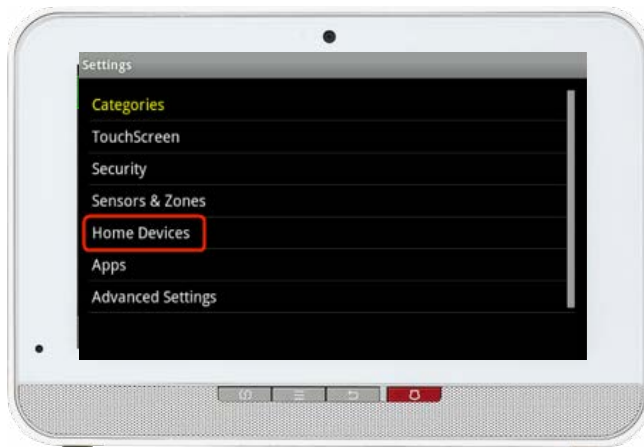 Settings
Categories
TouchScreen
Security
Sensors & Zones
Home Devices
Apps
Advanced Settings